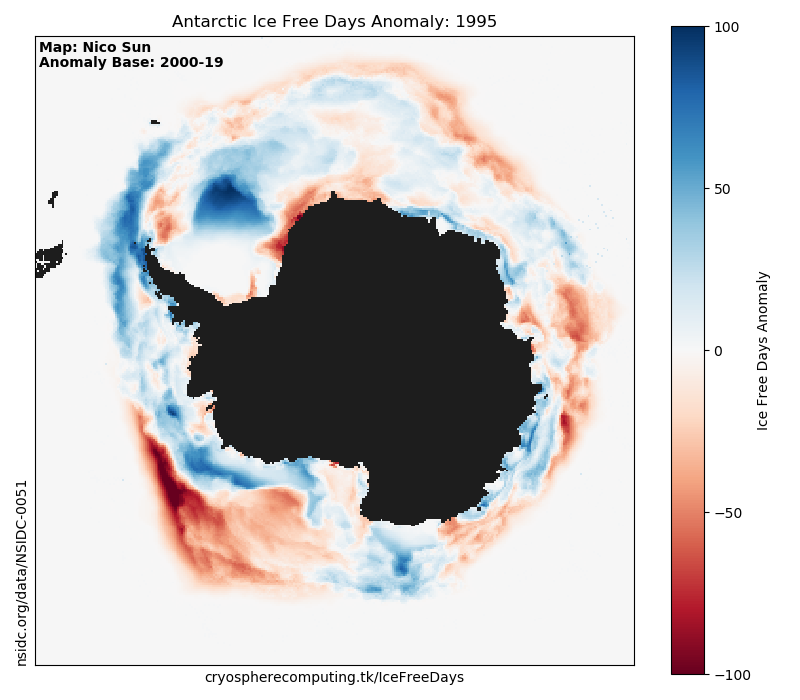 Antarctic Ice Free Days Anomaly: 1995
Map: Nico Sun
Anomaly Base: 2000-19
100
50
0
−50
−100
Ice Free Days Anomaly
nsidc.org/data/NSIDC-0051
cryospherecomputing.tk/IceFreeDays